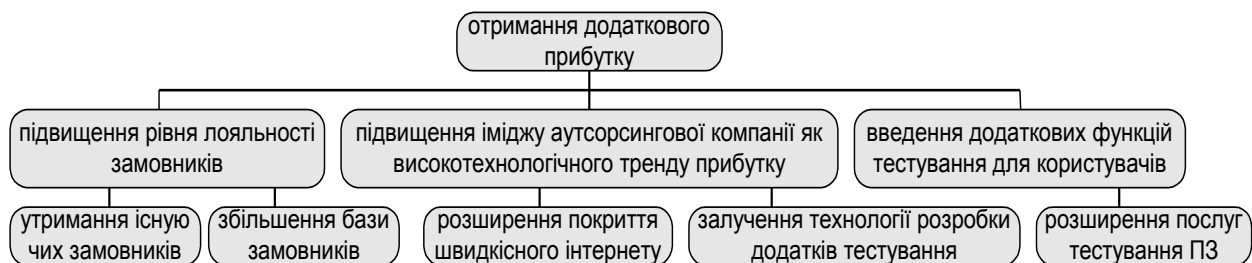 отримання додаткового
прибутку
підвищення рівня лояльності
замовників
підвищення іміджу аутсорсингової компанії як
високотехнологічного тренду прибутку
введення додаткових функцій
тестування для користувачів
утримання існую
чих замовників
збільшення бази
замовників
розширення покриття
швидкісного інтернету
залучення технології розробки
додатків тестування
розширення послуг
тестування ПЗ